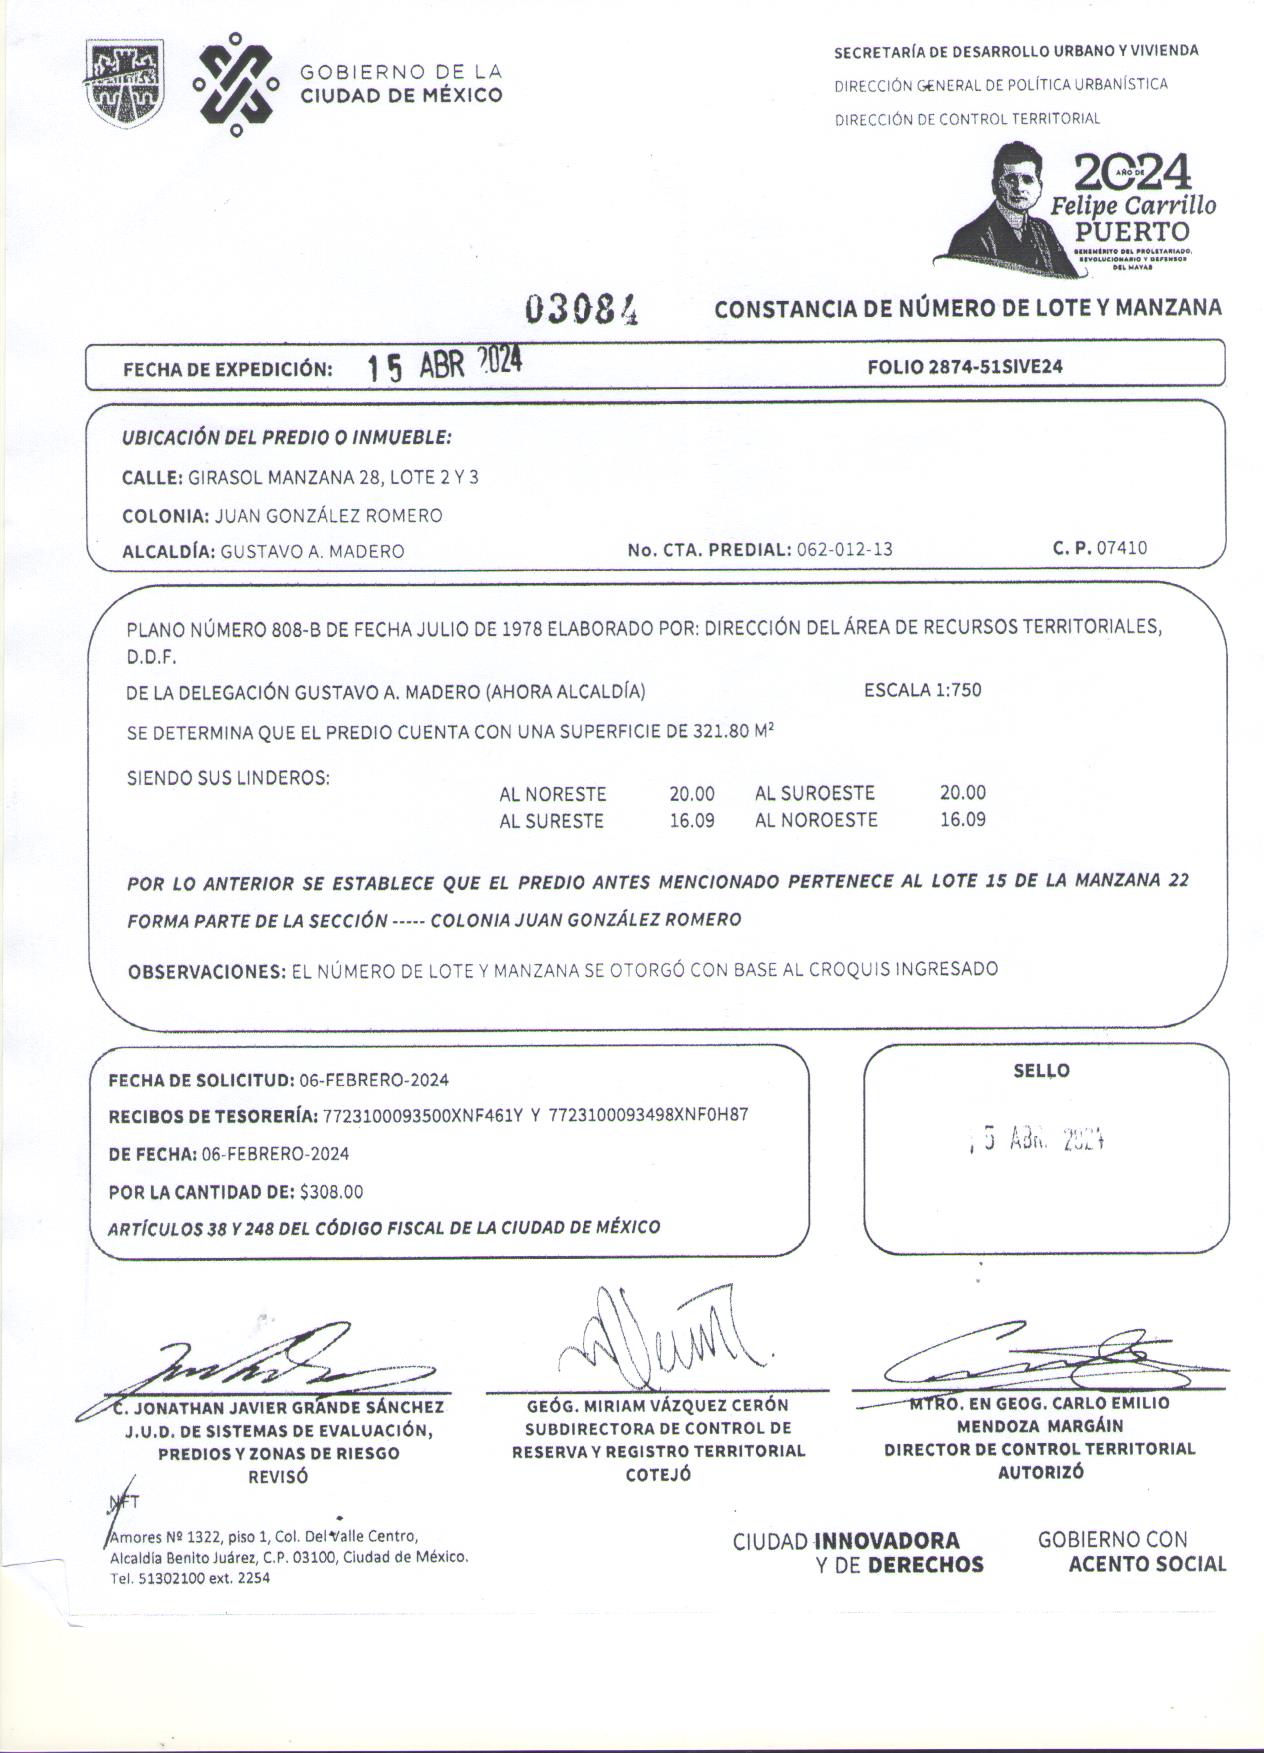 GOBIERNO DE LA
CIUDAD DE MÉXICO
SECRETARÍA DE DESARROLLO URBANO Y VIVIENDA
DIRECCIÓN GENERAL DE POLÍTICA URBANÍSTICA
DIRECCIÓN DE CONTROL TERRITORIAL
2024
AÑO DE
Felipe Carrillo
PUERTO
BENEMÉRITO DEL PROLETARIADO,
REVOLUCIONARIO Y DEFENSOR
DEL MAYAB
03084 CONSTANCIA DE NÚMERO DE LOTE Y MANZANA
FECHA DE EXPEDICIÓN: 15 ABR 2024 FOLIO 2874-51SIVE24
UBICACIÓN DEL PREDIO O INMUEBLE:
CALLE: GIRASOL MANZANA 28, LOTE 2 Y 3
COLONIA: JUAN GONZÁLEZ ROMERO
ALCALDÍA: GUSTAVO A. MADERO No. CTA. PREDIAL: 062-012-13 C. P. 07410
PLANO NÚMERO 808-B DE FECHA JULIO DE 1978 ELABORADO POR: DIRECCIÓN DEL ÁREA DE RECURSOS TERRITORIALES,
D.D.F.
DE LA DELEGACIÓN GUSTAVO A. MADERO (AHORA ALCALDÍA) ESCALA 1:750
SE DETERMINA QUE EL PREDIO CUENTA CON UNA SUPERFICIE DE 321.80 M²
SIENDO SUS LINDEROS:
AL NORESTE 20.00 AL SUROESTE 20.00
AL SURESTE 16.09 AL NOROESTE 16.09
POR LO ANTERIOR SE ESTABLECE QUE EL PREDIO ANTES MENCIONADO PERTENECE AL LOTE 15 DE LA MANZANA 22
FORMA PARTE DE LA SECCIÓN ----- COLONIA JUAN GONZÁLEZ ROMERO
OBSERVACIONES: EL NÚMERO DE LOTE Y MANZANA SE OTORGÓ CON BASE AL CROQUIS INGRESADO
FECHA DE SOLICITUD: 06-FEBRERO-2024
RECIBOS DE TESORERÍA: 7723100093500XNF461Y Y 7723100093498XNF0H87
DE FECHA: 06-FEBRERO-2024
POR LA CANTIDAD DE: $308.00
ARTÍCULOS 38 Y 248 DEL CÓDIGO FISCAL DE LA CIUDAD DE MÉXICO
SELLO
15 ABR. 2024
C. JONATHAN JAVIER GRANDE SÁNCHEZ
J.U.D. DE SISTEMAS DE EVALUACIÓN,
PREDIOS Y ZONAS DE RIESGO
REVISÓ
GEÓG. MIRIAM VÁZQUEZ CERÓN
SUBDIRECTORA DE CONTROL DE
RESERVA Y REGISTRO TERRITORIAL
COTEJÓ
MTRO. EN GEOG. CARLO EMILIO
MENDOZA MARGÁIN
DIRECTOR DE CONTROL TERRITORIAL
AUTORIZÓ
NFT
Amores Nº 1322, piso 1, Col. Del Valle Centro,
Alcaldía Benito Juárez, C.P. 03100, Ciudad de México.
Tel. 51302100 ext. 2254
CIUDAD INNOVADORA
Y DE DERECHOS
GOBIERNO CON
ACENTO SOCIAL